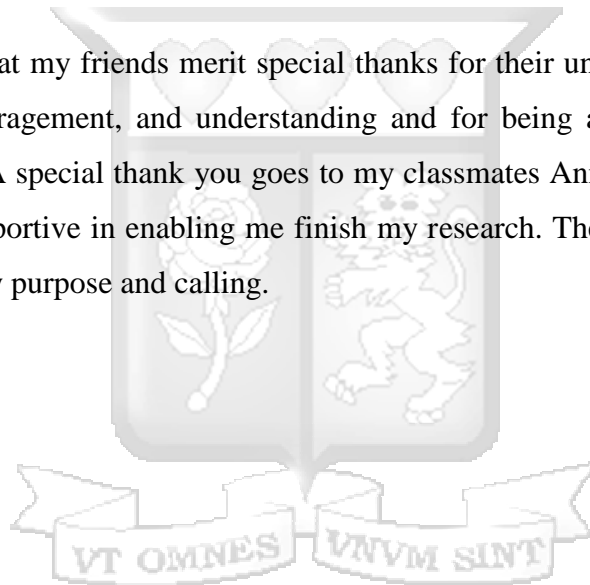 at my friends merit special thanks for their un
ragement, and understanding and for being a
A special thank you goes to my classmates An
portive in enabling me finish my research. The
purpose and calling.
VT OMNES VNVM SINT